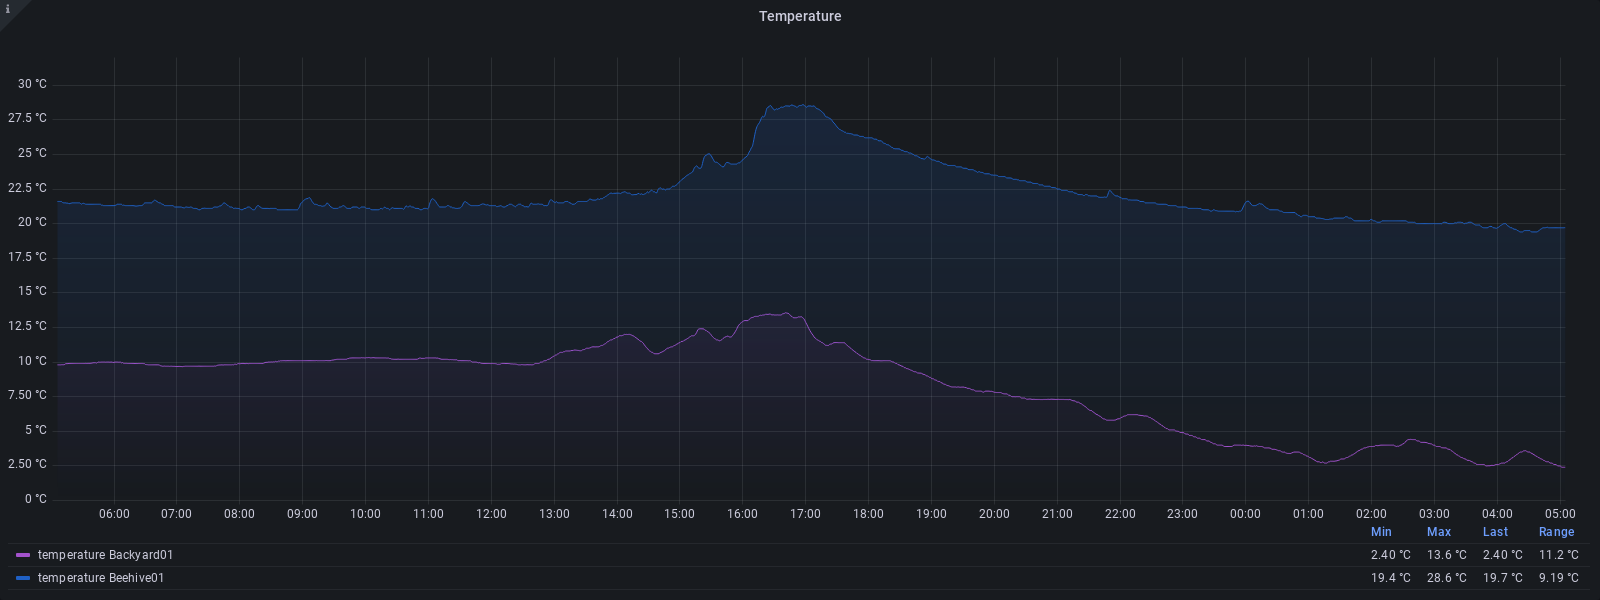 i
Temperature
30 °C
27.5 °C
25 °C
22.5 °C
20 °C
17.5 °C
15 °C
12.5 °C
10 °C
7.50 °C
5 °C
2.50 °C
0 °C
06:00 07:00 08:00 09:00 10:00 11:00 12:00 13:00 14:00 15:00 16:00 17:00 18:00 19:00 20:00 21:00 22:00 23:00 00:00 01:00 02:00 03:00 04:00 05:00
Min Max Last Range
temperature Backyard01 2.40 °C 13.6 °C 2.40 °C 11.2 °C
temperature Beehive01 19.4 °C 28.6 °C 19.7 °C 9.19 °C